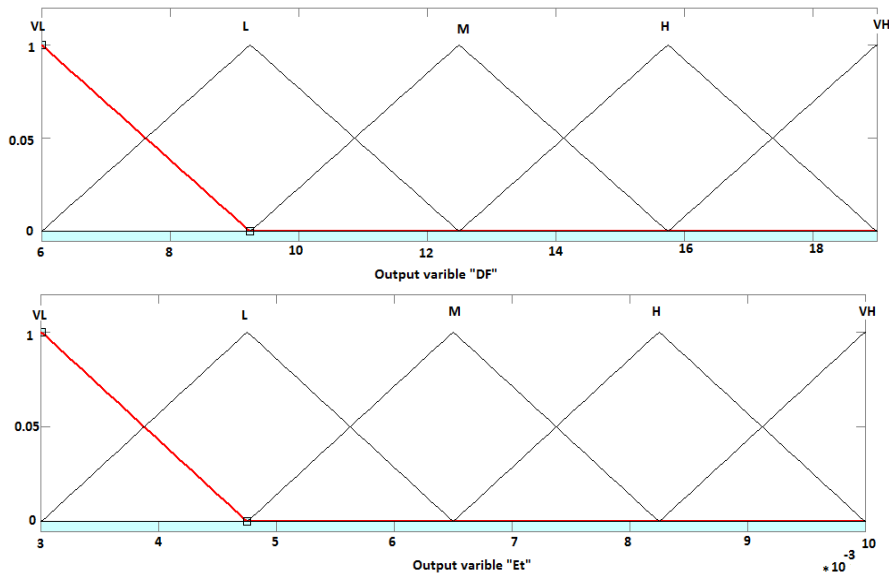 VL L M H VH
1
0.05
0
6 8 10 12 14 16 18
Output varible "DF"
VL L M H VH
1
0.05
0
3 4 5 6 7 8 9 10
Output varible "Et"
* 10 -3